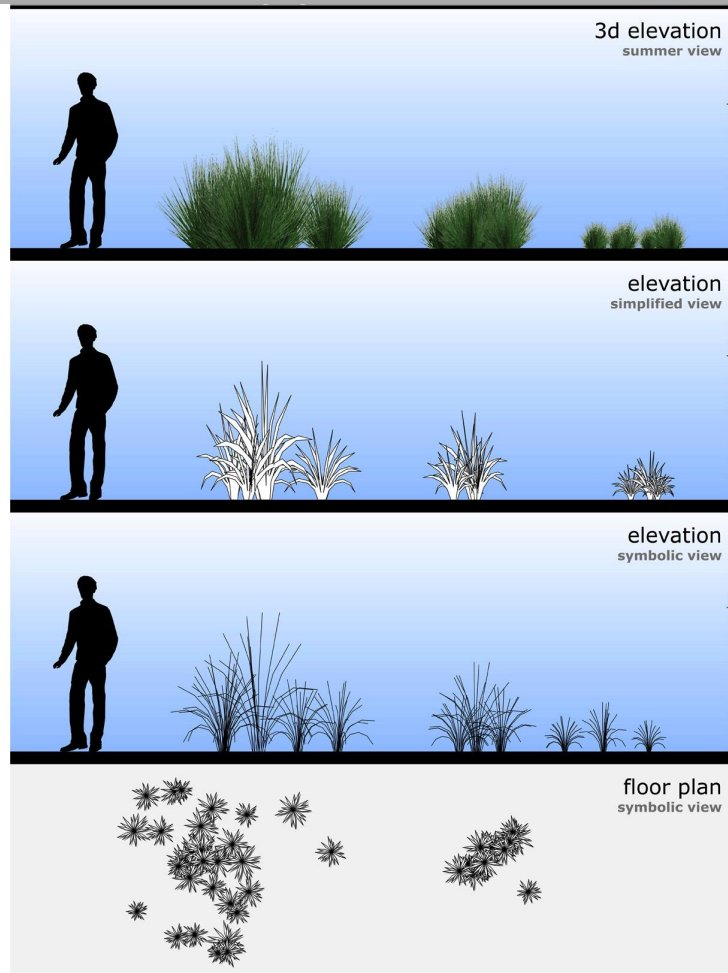 3d elevation
summer view
elevation
simplified view
elevation
symbolic view
floor plan
symbolic view